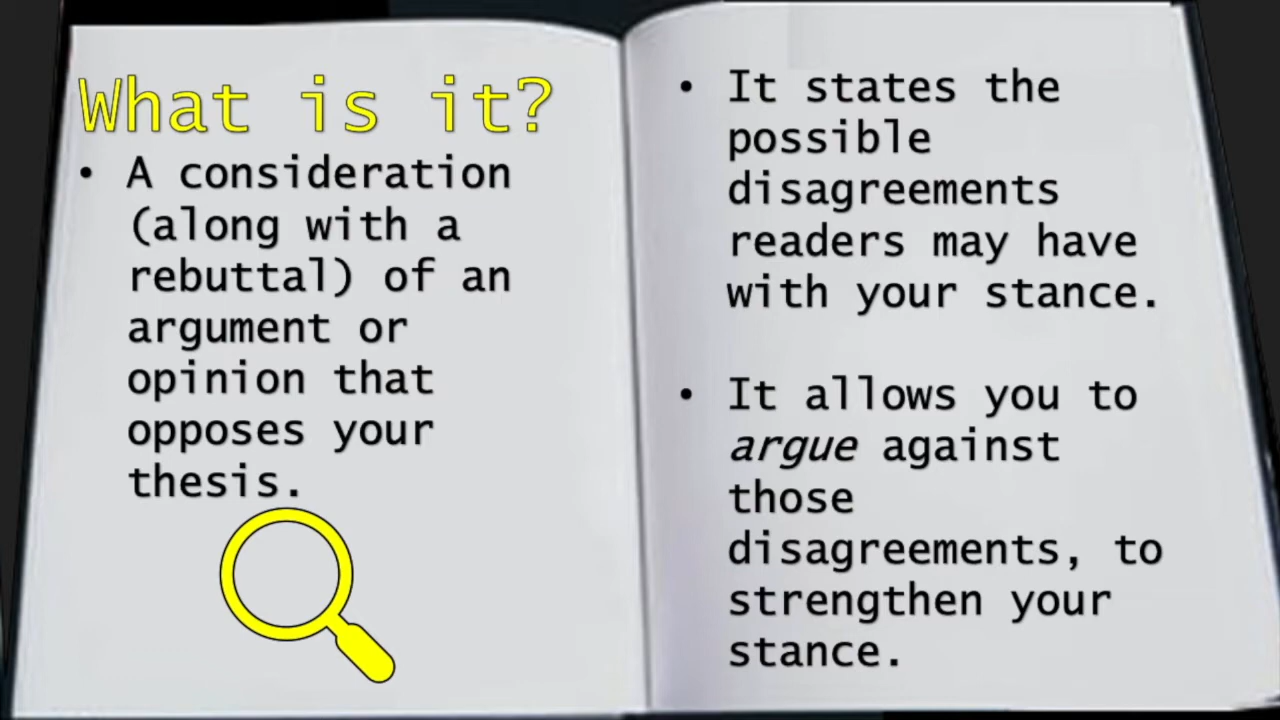 What is it?
• A consideration
(along with a
rebuttal) of an
argument or
opinion that
opposes your
thesis.
• It states the
possible
disagreements
readers may have
with your stance.
• It allows you to
argue against
those
disagreements, to
strengthen your
stance.